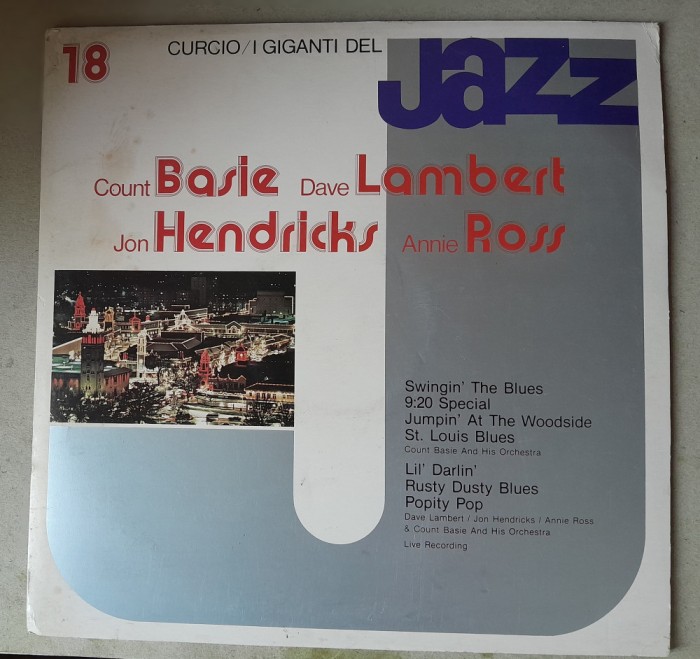 18
CURCIO/I GIGANTI DEL
Jazz
Count Basie Dave Lambert
Jon Hendricks Annie Ross
Swingin' The Blues
9:20 Special
Jumpin' At The Woodside
St. Louis Blues
Count Basie And His Orchestra
Lil' Darlin'
Rusty Dusty Blues
Popity Pop
Dave Lambert / Jon Hendricks / Annie Ross
& Count Basie And His Orchestra
Live Recording